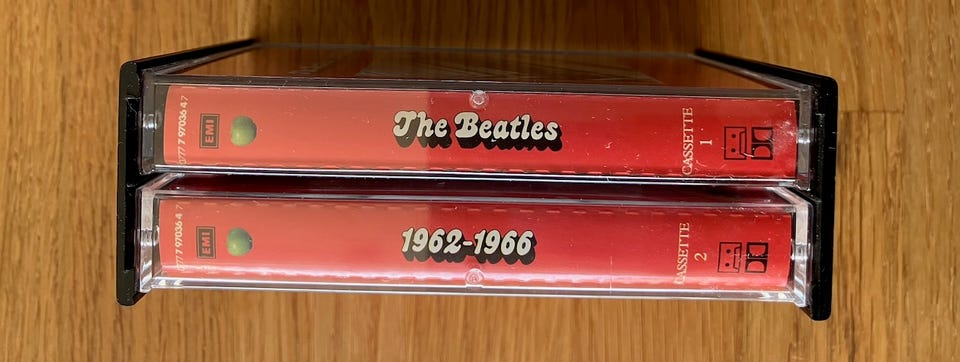 0777 7 97036 4 7
EMI
The Beatles
CASSETTE
1
0777 7 97036 4 7
EMI
1962-1966
CASSETTE
2